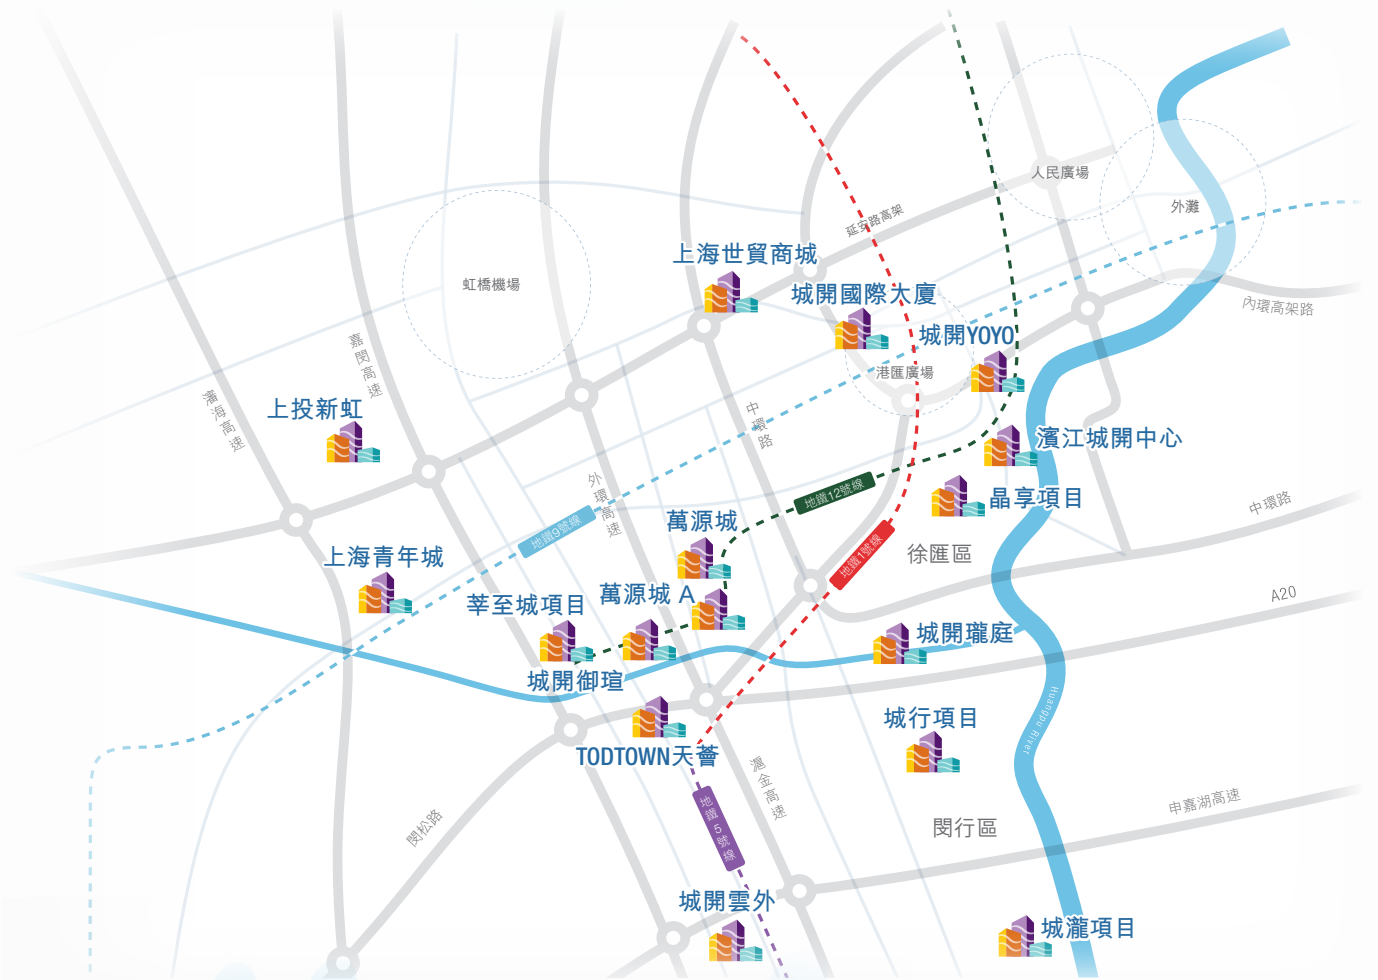 人民廣場
外灘
延安路高架
上海世貿商城
虹橋機場
城開國際大廈
內環高架路
城開YOYO
嘉閔高速
港匯廣場
瀋海高速
上投新虹
中環路
濱江城開中心
外環高速
地鐵12號線
晶享項目
中環路
萬源城
地鐵9號線
上海青年城
地鐵1號線
徐匯區
莘至城項目
萬源城 A
A20
城開瓏庭
城開御瑄
Huangpu River
城行項目
TODTOWN天薈
滬金高速
地鐵5號線
申嘉湖高速
閔松路
閔行區
城開雲外
城瀧項目